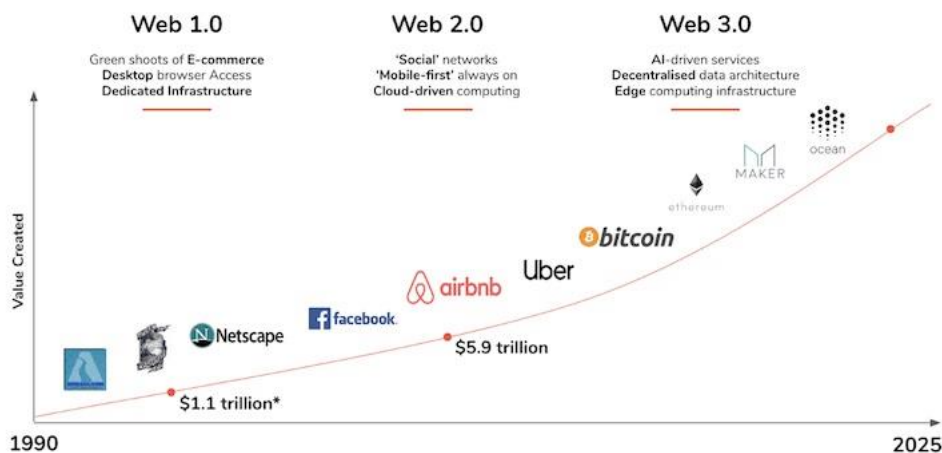 Web 1.0
Green shoots of E-commerce
Desktop browser Access
Dedicated Infrastructure
Web 2.0
'Social' networks
'Mobile-first' always on
Cloud-driven computing
Web 3.0
AI-driven services
Decentralised data architecture
Edge computing infrastructure
Value Created
Netscape
facebook.
airbnb
Uber
bitcoin
ethereum
MAKER
ocean
$1.1 trillion*
$5.9 trillion
1990
2025